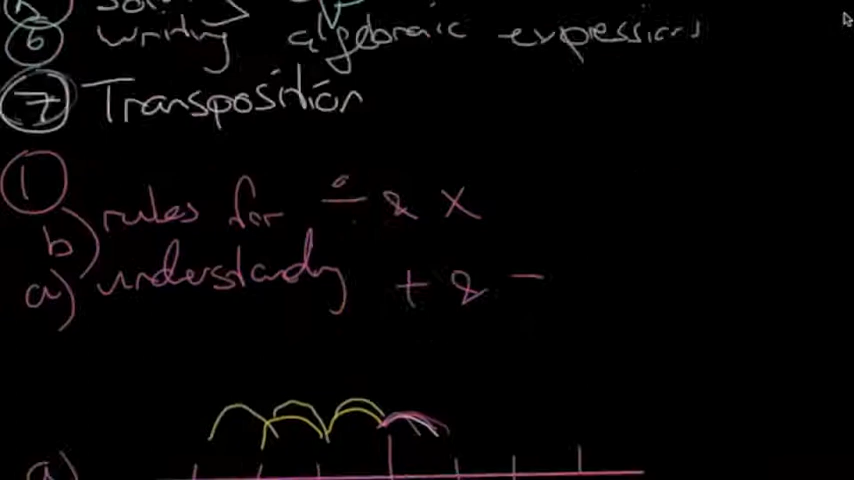 6 writing algebraic expressions
7 Transposition
1
b) rules for ÷ & ×
a) understanding + & -
a)